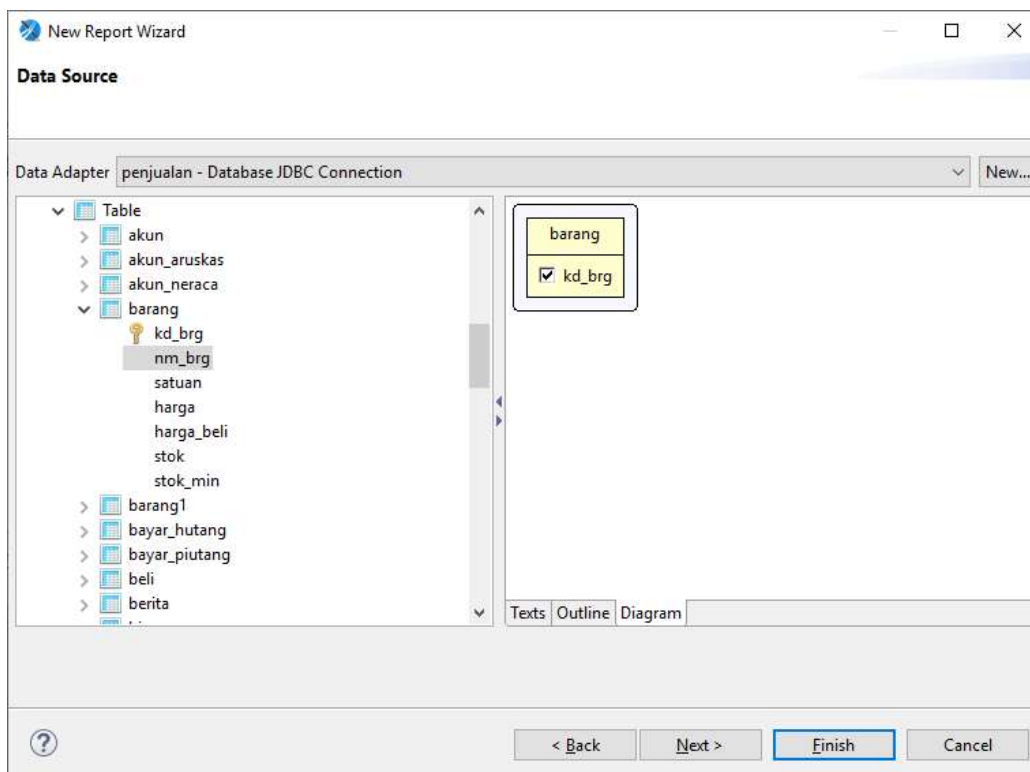 New Report Wizard
Data Source
Data Adapter penjualan - Database JDBC Connection New...
Table
akun
akun_aruskas
akun_neraca
barang
kd_brg
nm_brg
satuan
harga
harga_beli
stok
stok_min
barang1
bayar_hutang
bayar_piutang
beli
berita
barang
kd_brg
Texts Outline Diagram
< Back Next > Finish Cancel